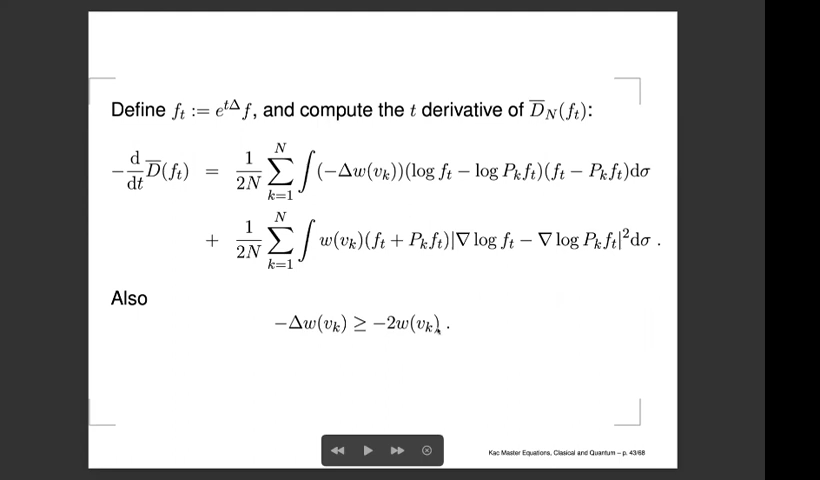 Define f_t := e^{tΔ} f, and compute the t derivative of \overline{D}_N(f_t):
-\frac{d}{dt}\overline{D}(f_t) = \frac{1}{2N}\sum_{k=1}^{N}\int(-Δw(v_k))(\log f_t - \log P_k f_t)(f_t - P_k f_t)dσ
+ \frac{1}{2N}\sum_{k=1}^{N}\int w(v_k)(f_t + P_k f_t)|∇ \log f_t - ∇ \log P_k f_t|^2 dσ .
Also
-Δw(v_k) ≥ -2w(v_k) .
Kac Master Equations, Clasical and Quantum – p. 43/68